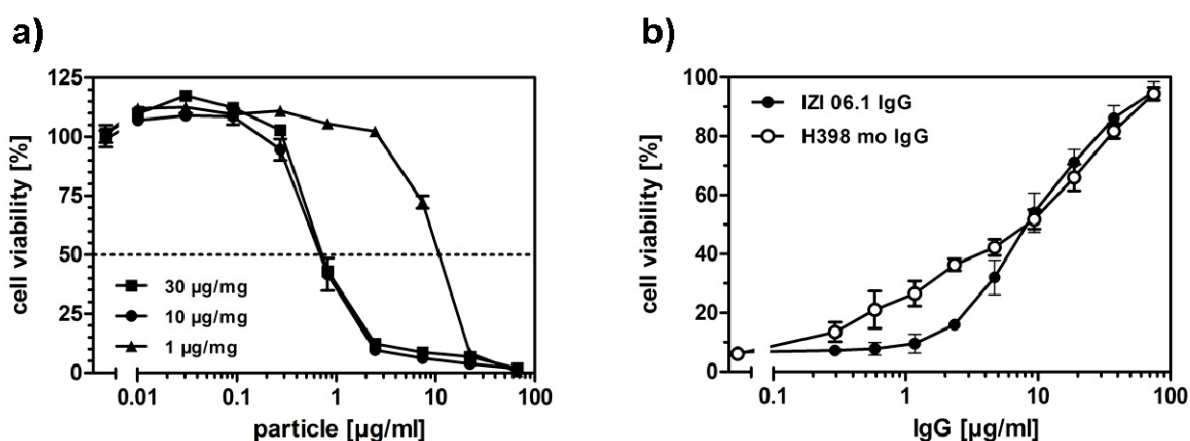 a)
125
100
75
50
25
0
cell viability [%]
30 µg/mg
10 µg/mg
1 µg/mg
0.01 0.1 1 10 100
particle [µg/ml]
b)
100
80
60
40
20
0
cell viability [%]
IZI 06.1 IgG
H398 mo IgG
0.1 1 10 100
IgG [µg/ml]